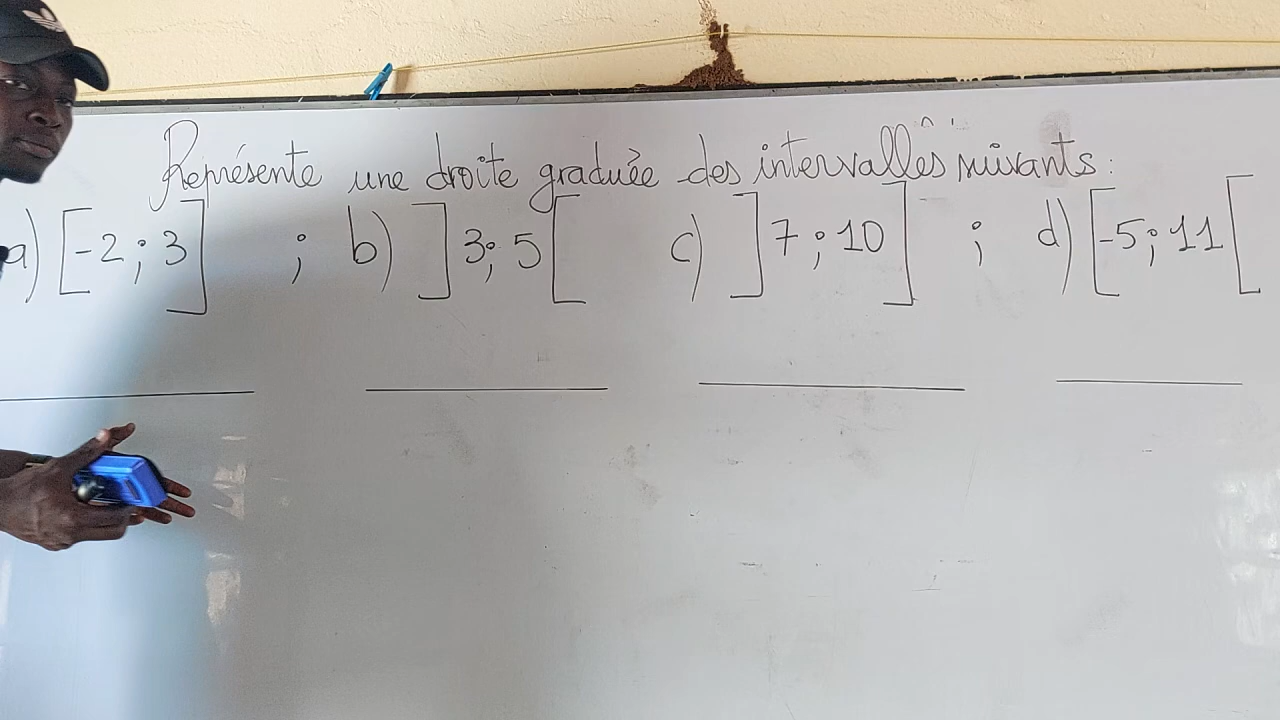 Représente une droite graduée des intervalles suivants :
a) [-2 ; 3] ; b) ]3 ; 5[ c) ]7 ; 10] ; d) [-5 ; 11[